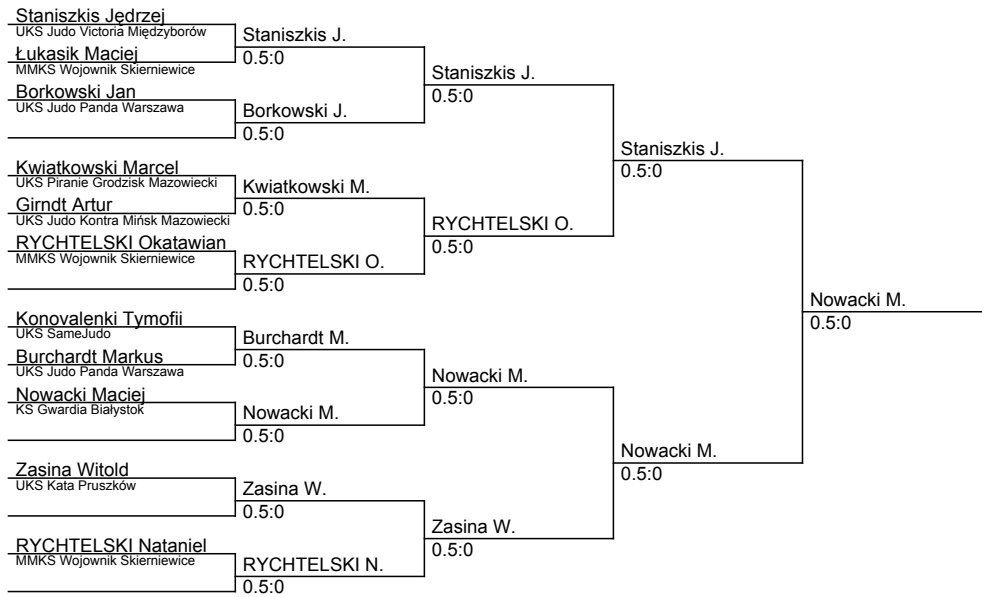 Staniszkis Jędrzej
UKS Judo Victoria Międzyborów
Łukasik Maciej
MMKS Wojownik Skierniewice
Borkowski Jan
UKS Judo Panda Warszawa
Kwiatkowski Marcel
UKS Piranie Grodzisk Mazowiecki
Girndt Artur
UKS Judo Kontra Mińsk Mazowiecki
RYCHTELSKI Okatawian
MMKS Wojownik Skierniewice
Konovalenki Tymofii
UKS SameJudo
Burchardt Markus
UKS Judo Panda Warszawa
Nowacki Maciej
KS Gwardia Białystok
Zasina Witold
UKS Kata Pruszków
RYCHTELSKI Nataniel
MMKS Wojownik Skierniewice
Staniszkis J.
0.5:0
Borkowski J.
0.5:0
Kwiatkowski M.
0.5:0
RYCHTELSKI O.
0.5:0
Burchardt M.
0.5:0
Nowacki M.
0.5:0
Zasina W.
0.5:0
RYCHTELSKI N.
0.5:0
Staniszkis J.
0.5:0
RYCHTELSKI O.
0.5:0
Nowacki M.
0.5:0
Zasina W.
0.5:0
Staniszkis J.
0.5:0
Nowacki M.
0.5:0
Nowacki M.
0.5:0